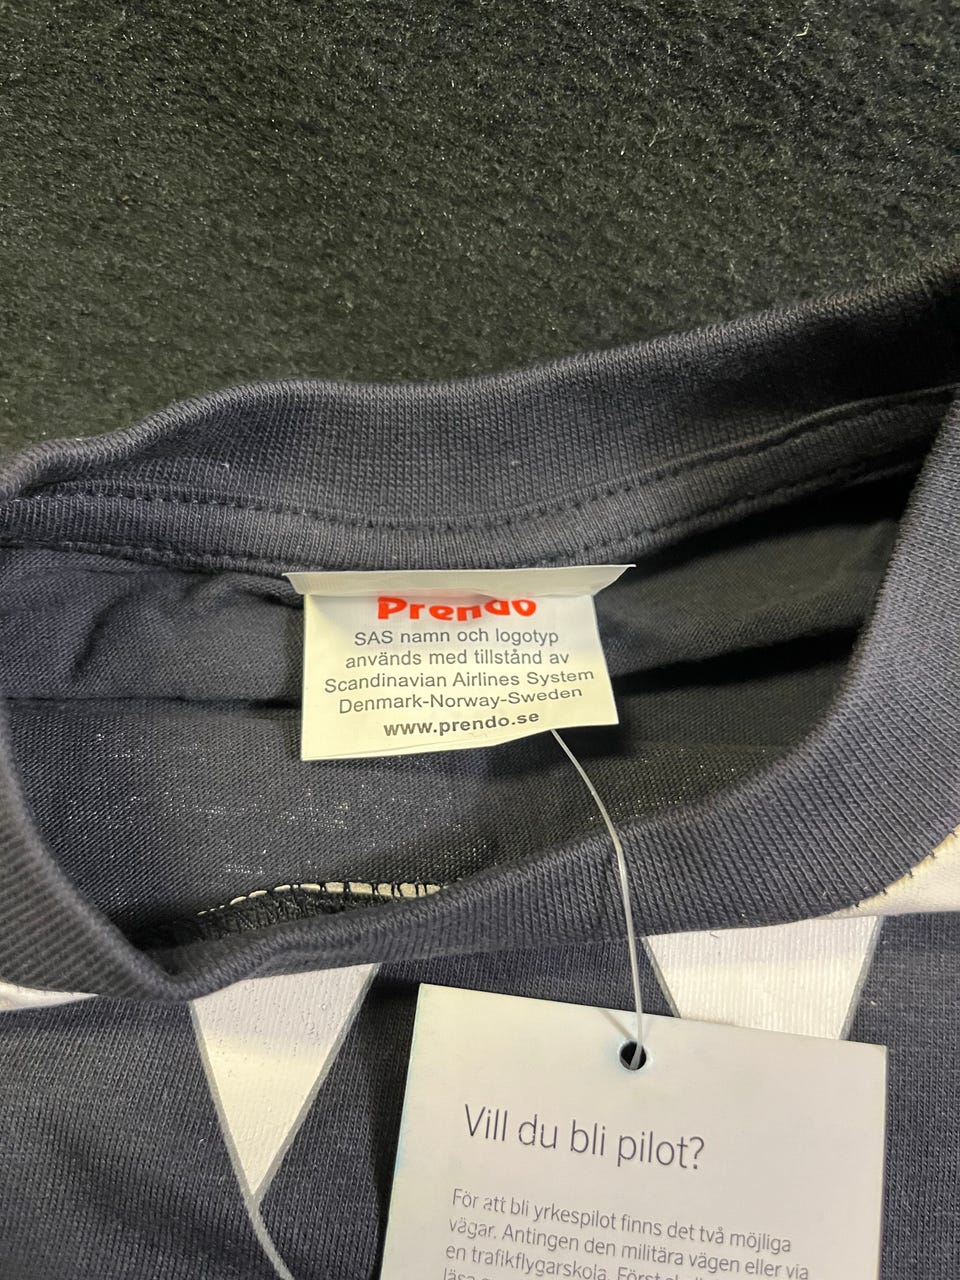 Prendo
SAS namn och logotyp
används med tillstånd av
Scandinavian Airlines System
Denmark-Norway-Sweden
www.prendo.se
Vill du bli pilot?
För att bli yrkespilot finns det två möjliga
vägar. Antingen den militära vägen eller via
en trafikflygarskola. Först
läsa